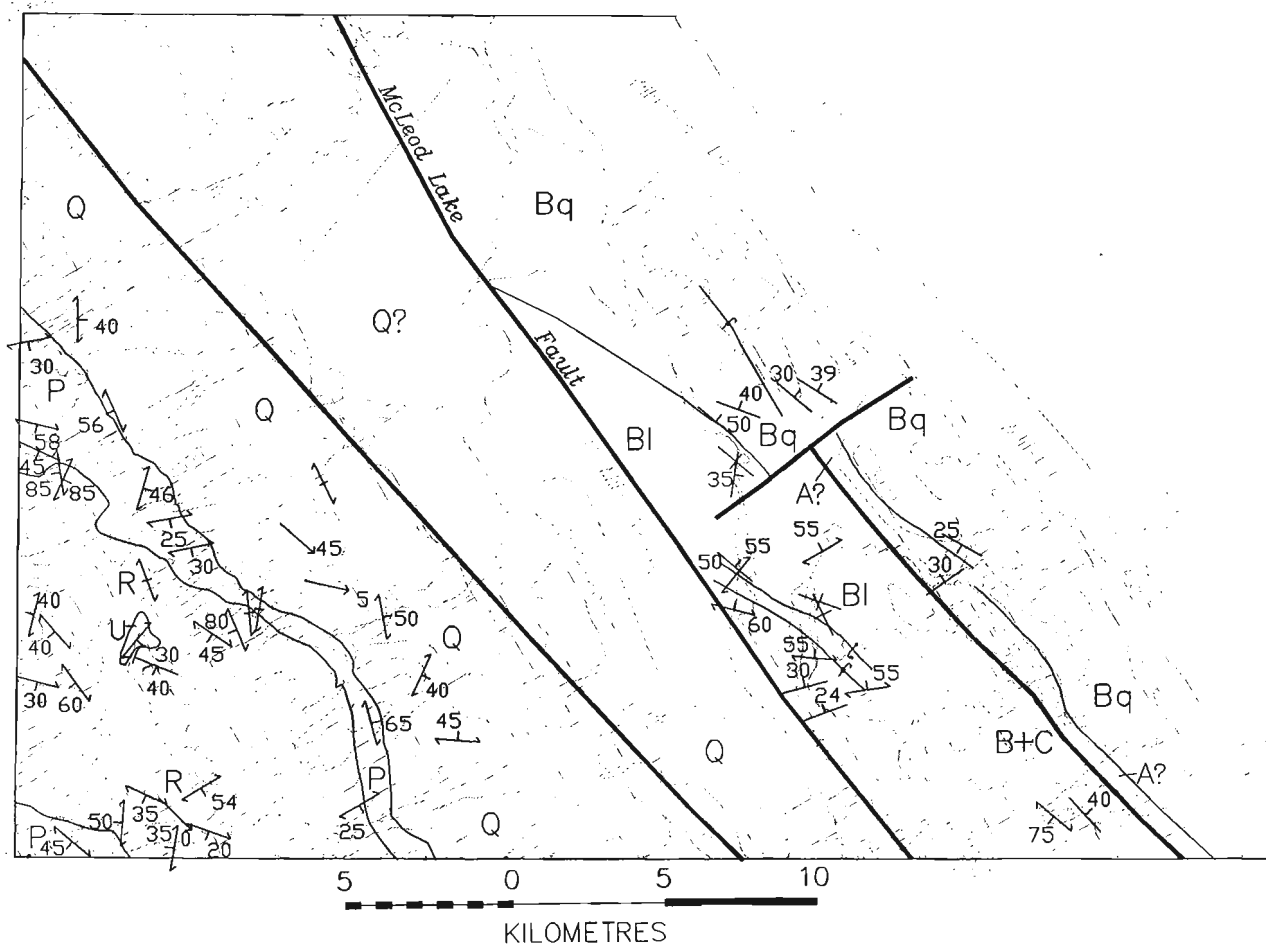 McLeod Lake
Fault
Q
Bq
Q?
40
30
P
56
58
45
85
85
46
25
30
Q
Bl
f
30
39
40
50
Bq
Bq
35
A?
25
30
45
5
R
U
40
40
30
40
30
60
80
45
50
Q
40
45
65
55
50
55
Bl
60
55
30
24
f
55
Bq
B+C
A?
40
75
Q
Q
R
54
35
50
35
10
20
P
45
P
25
5 0 5 10
KILOMETRES